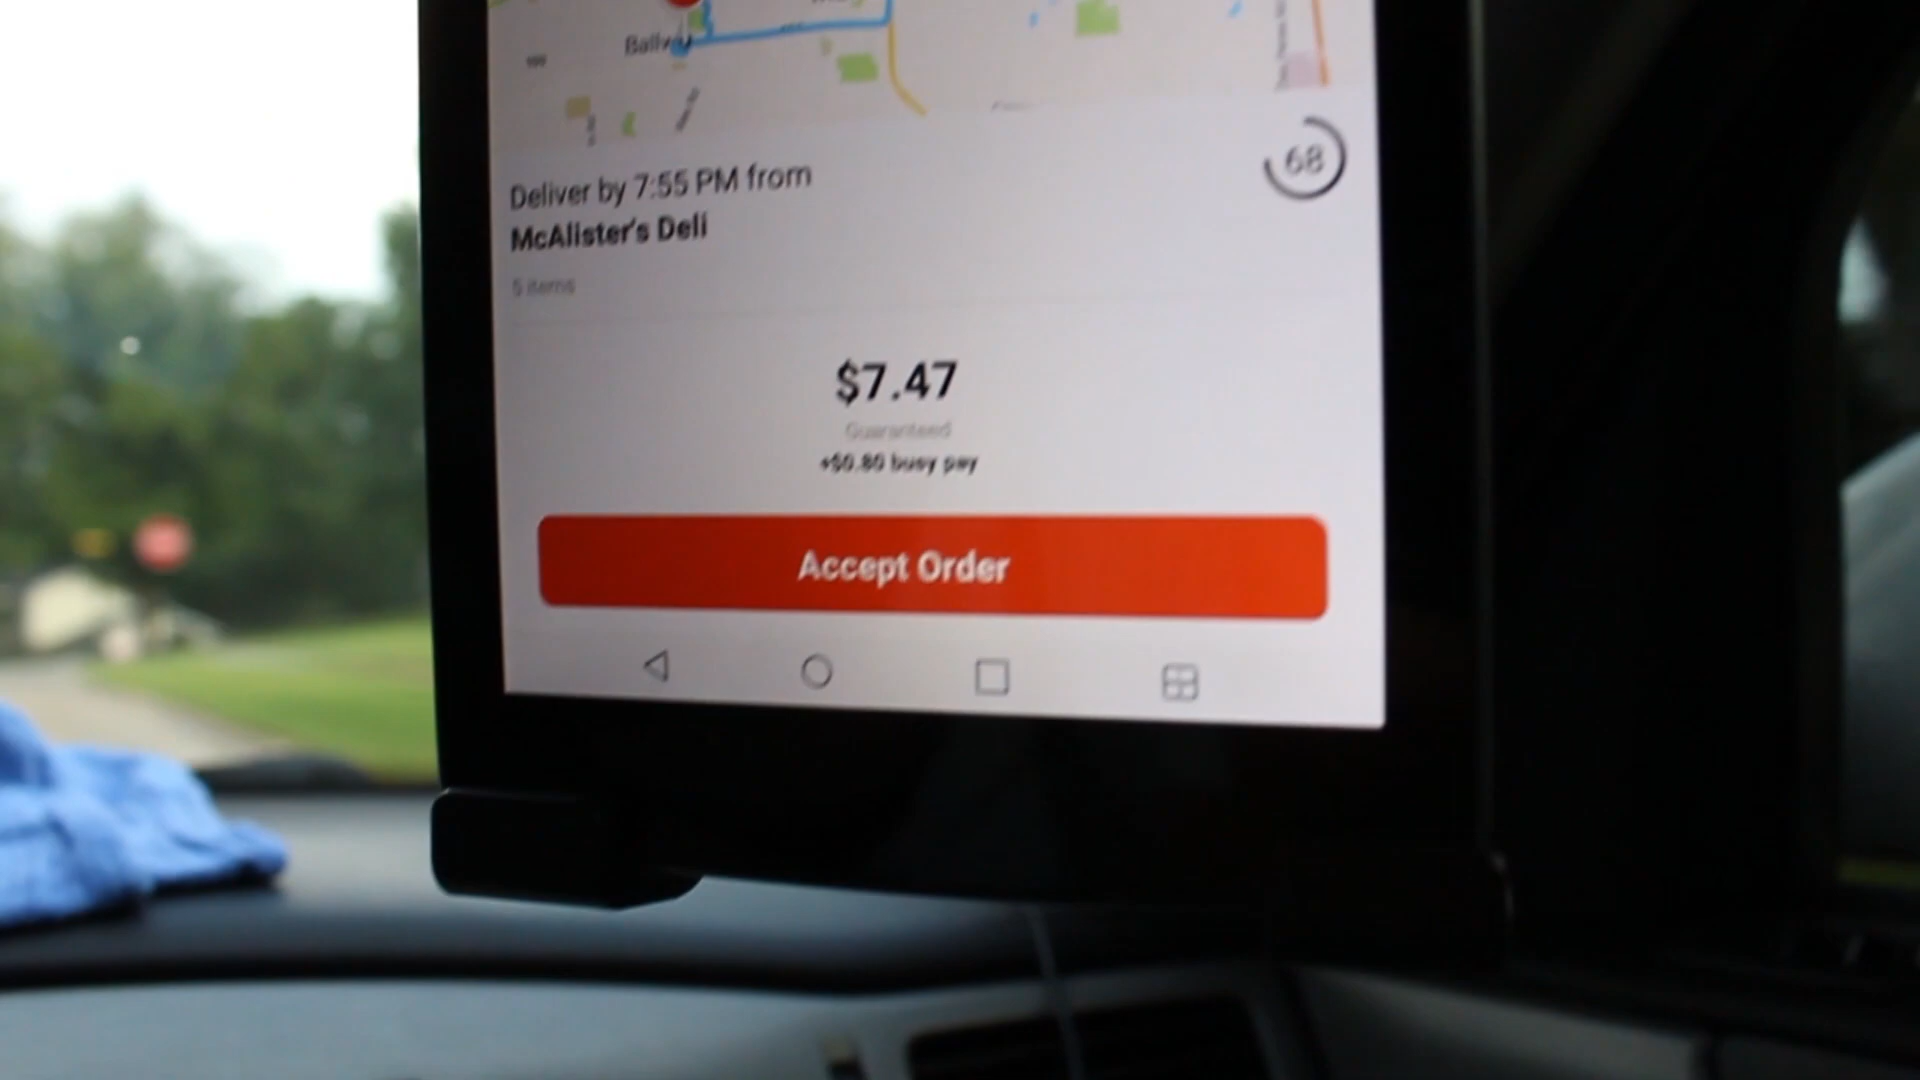 Deliver by 7:55 PM from
68
McAlister's Deli
5 items
$7.47
Guaranteed
+$0.80 busy pay
Accept Order